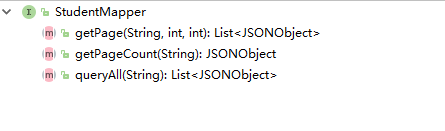 I StudentMapper
m getPage(String, int, int): List<JSONObject>
m getPageCount(String): JSONObject
m queryAll(String): List<JSONObject>